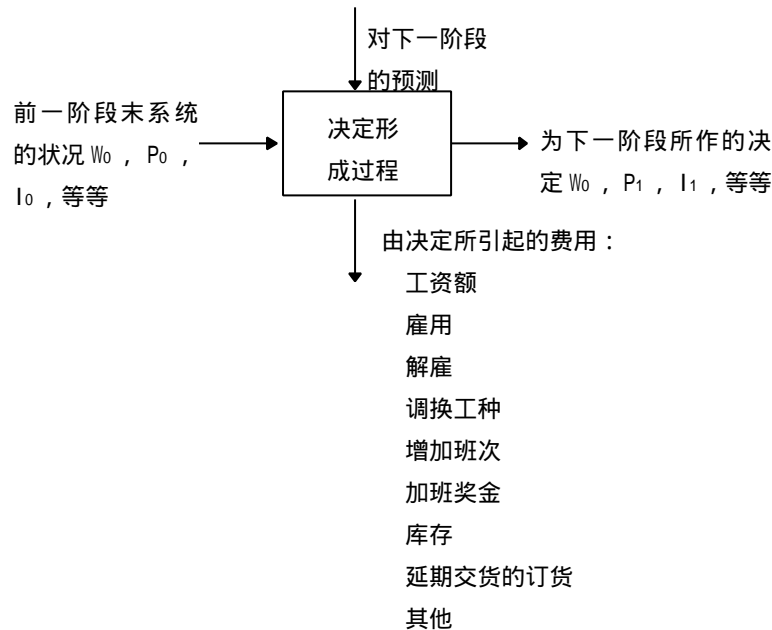 对下一阶段
的预测
前一阶段末系统
的状况 W₀ ， P₀ ，
I₀ ，等等
决定形
成过程
为下一阶段所作的决
定 W₀ ， P₁ ， I₁ ，等等
由决定所引起的费用：
工资额
雇用
解雇
调换工种
增加班次
加班奖金
库存
延期交货的订货
其他